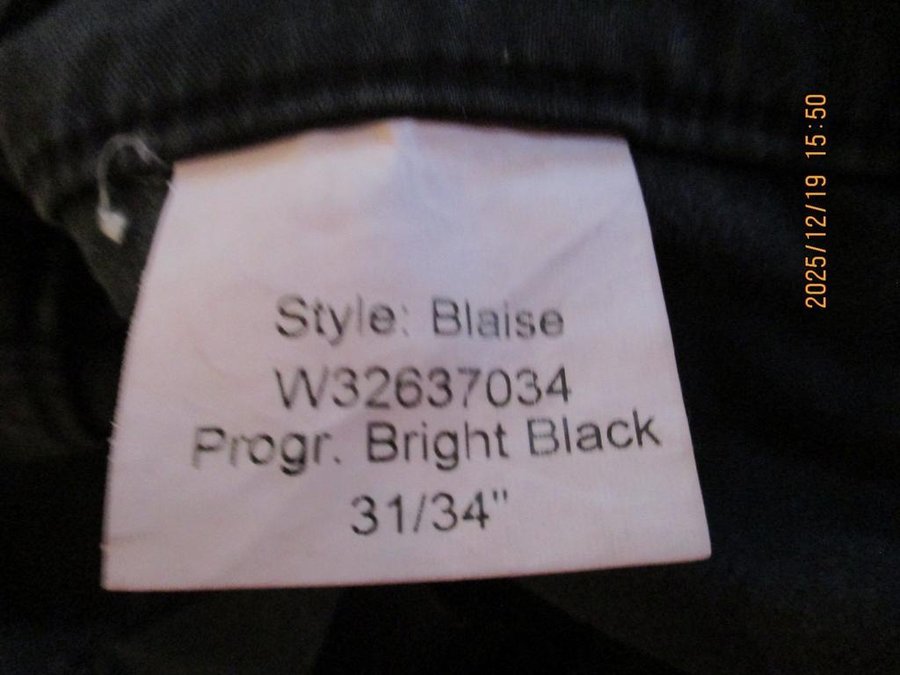 Style: Blaise
W32637034
Progr. Bright Black
31/34"
2025/12/19 15:50